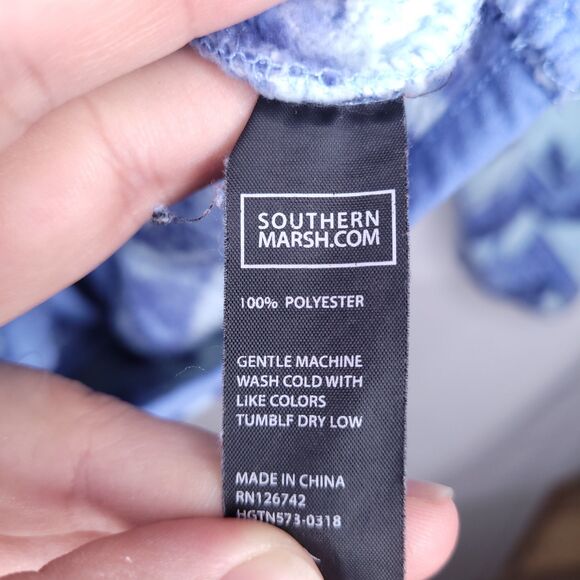 SOUTHERN
MARSH.COM
100% POLYESTER
GENTLE MACHINE
WASH COLD WITH
LIKE COLORS
TUMBLF DRY LOW
MADE IN CHINA
RN126742
HGTN573-0318